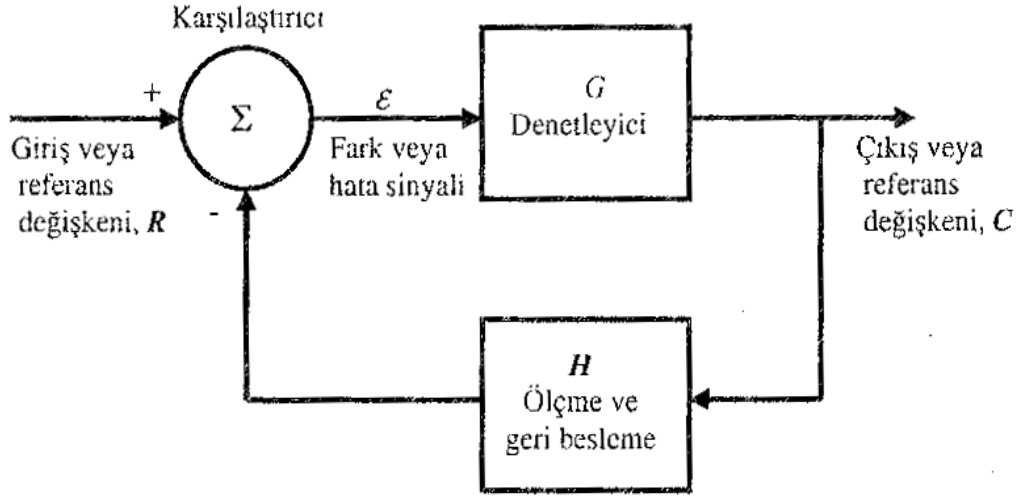 Karşılaştırıcı
+
Σ
-
Giriş veya
referans
değişkeni, R
ε
Fark veya
hata sinyali
G
Denetleyici
Çıkış veya
referans
değişkeni, C
H
Ölçme ve
geri besleme